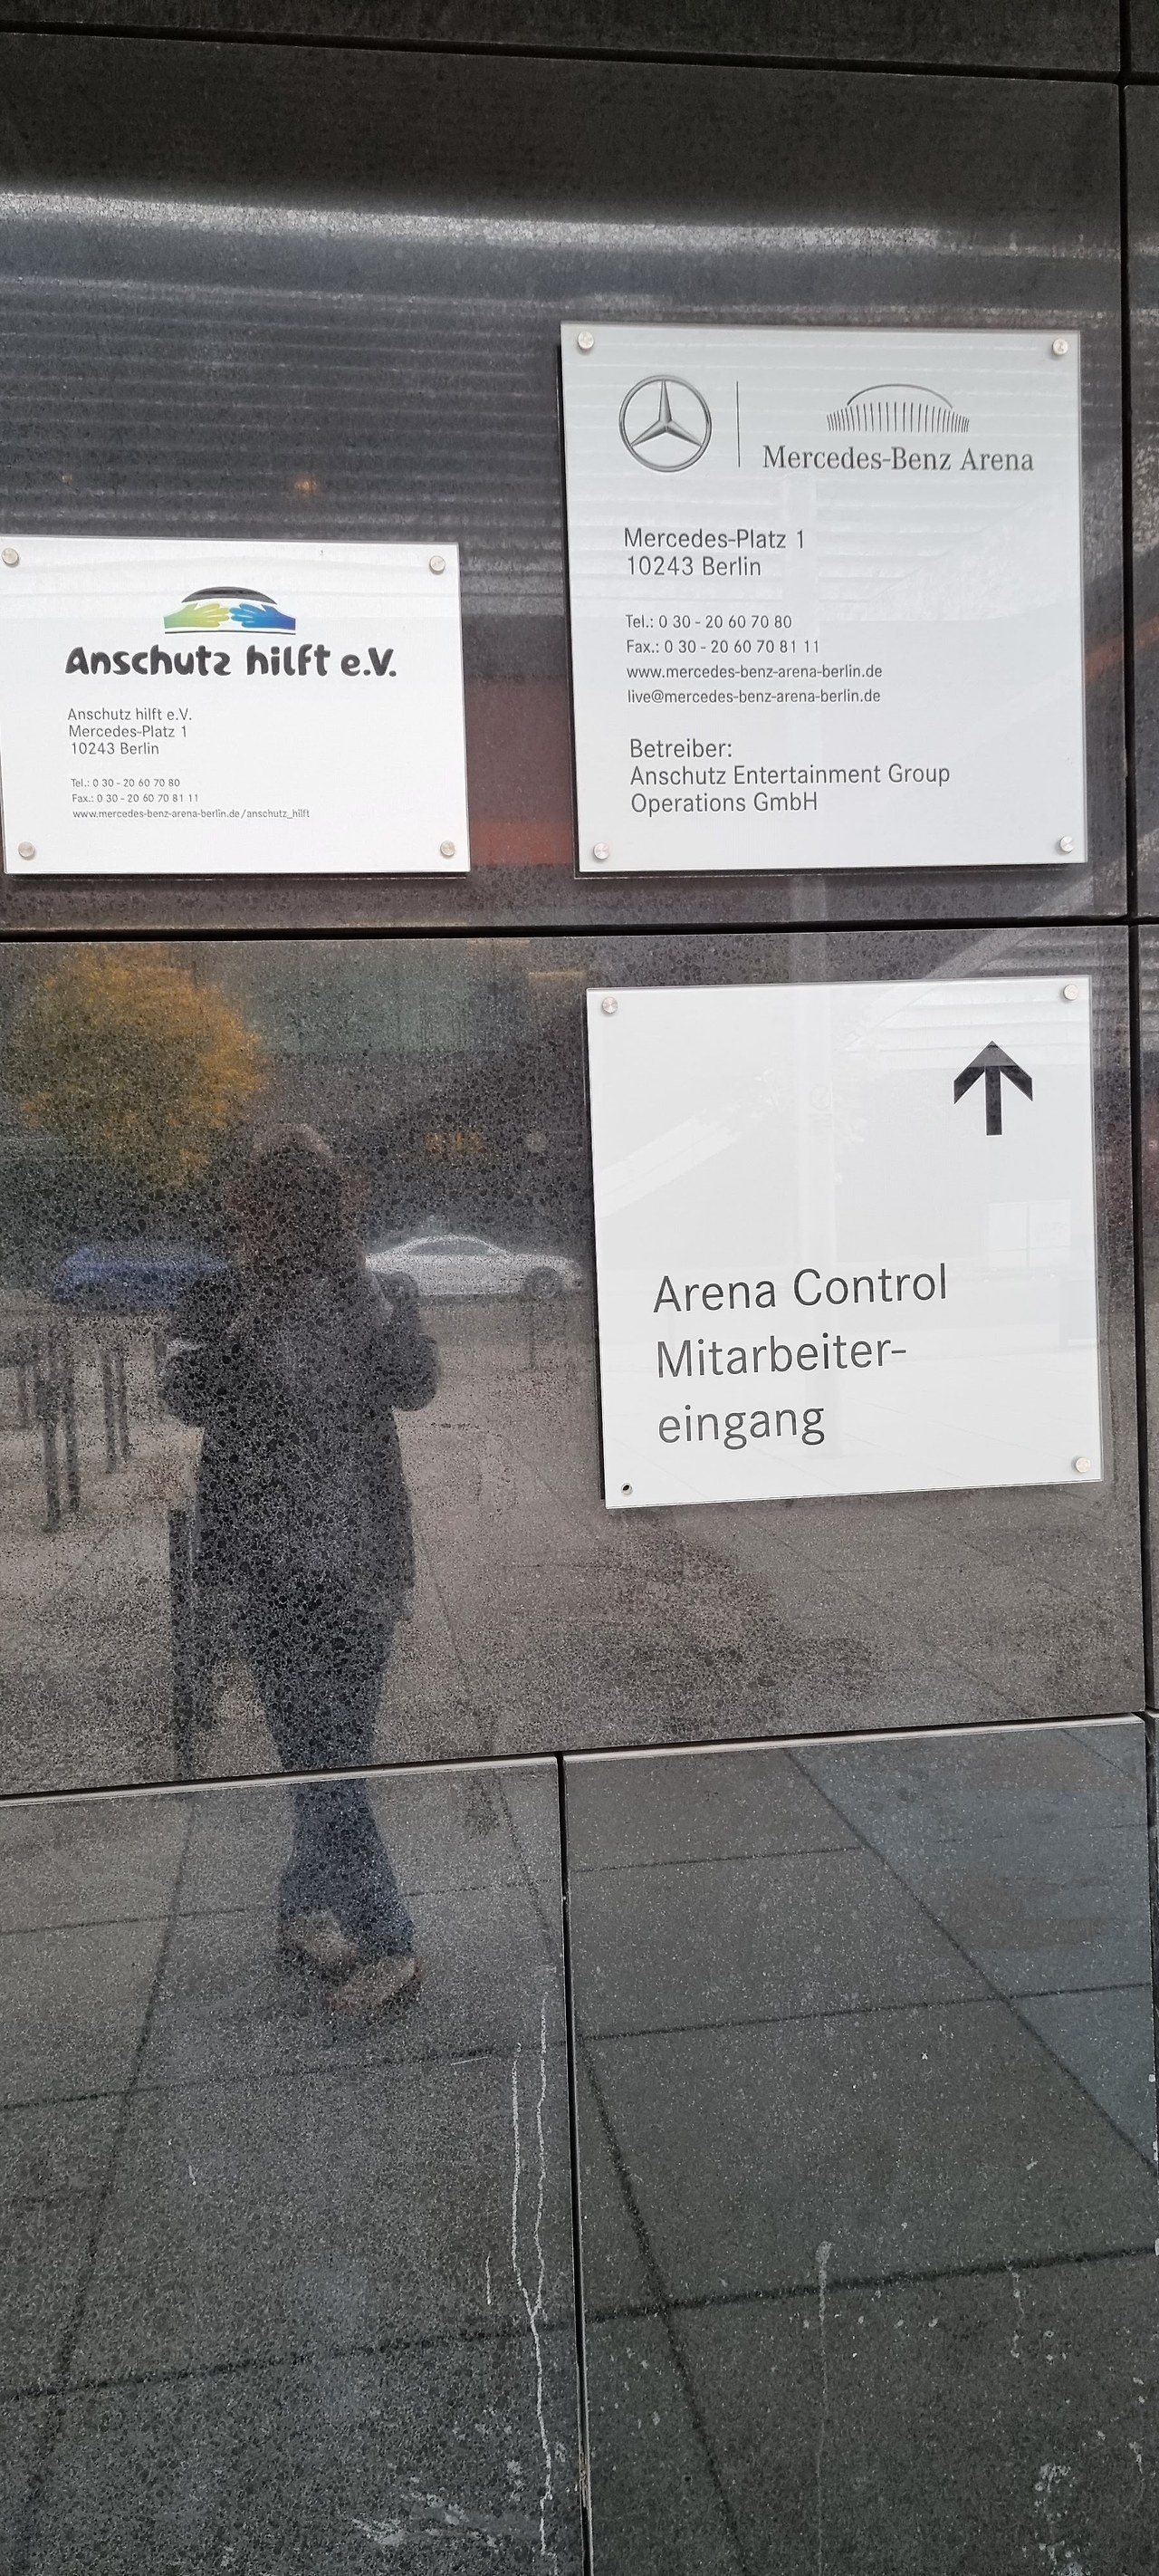 Anschutz hilft e.V.
Anschutz hilft e.V.
Mercedes-Platz 1
10243 Berlin
Tel.: 0 30 - 20 60 70 80
Fax.: 0 30 - 20 60 70 81 11
www.mercedes-benz-arena-berlin.de/anschutz_hilft
Mercedes-Benz Arena
Mercedes-Platz 1
10243 Berlin
Tel.: 0 30 - 20 60 70 80
Fax.: 0 30 - 20 60 70 81 11
www.mercedes-benz-arena-berlin.de
live@mercedes-benz-arena-berlin.de
Betreiber:
Anschutz Entertainment Group
Operations GmbH
Arena Control
Mitarbeiter-
eingang